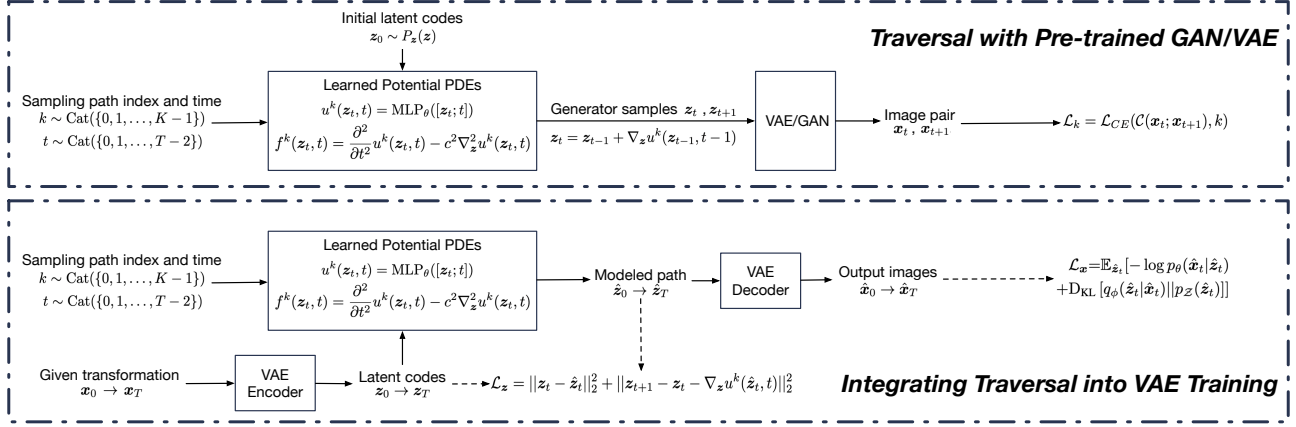 Traversal with Pre-trained GAN/VAE
Initial latent codes
z_0 ∼ P_z(z)
Sampling path index and time
k ∼ Cat({0, 1, . . . , K − 1})
t ∼ Cat({0, 1, . . . , T − 2})
Learned Potential PDEs
u^k(z_t, t) = MLP_θ([z_t; t])
f^k(z_t, t) = ∂²/∂t² u^k(z_t, t) − c²∇²_z u^k(z_t, t)
Generator samples z_t , z_{t+1}
z_t = z_{t−1} + ∇_z u^k(z_{t−1}, t − 1)
VAE/GAN
Image pair
x_t , x_{t+1}
L_k = L_{CE}(C(x_t; x_{t+1}), k)
Sampling path index and time
k ∼ Cat({0, 1, . . . , K − 1})
t ∼ Cat({0, 1, . . . , T − 2})
Learned Potential PDEs
u^k(z_t, t) = MLP_θ([z_t; t])
f^k(z_t, t) = ∂²/∂t² u^k(z_t, t) − c²∇²_z u^k(z_t, t)
Modeled path
ẑ_0 → ẑ_T
VAE
Decoder
Output images
x̂_0 → x̂_T
L_x=E_{ẑ_t}[− log p_θ(x̂_t|ẑ_t)
+D_KL [q_ϕ(ẑ_t|x̂_t)||p_Z(ẑ_t)]]
Given transformation
x_0 → x_T
VAE
Encoder
Latent codes
z_0 → z_T
L_z = ||z_t − ẑ_t||²_2 + ||z_{t+1} − z_t − ∇_z u^k(ẑ_t, t)||²_2
Integrating Traversal into VAE Training